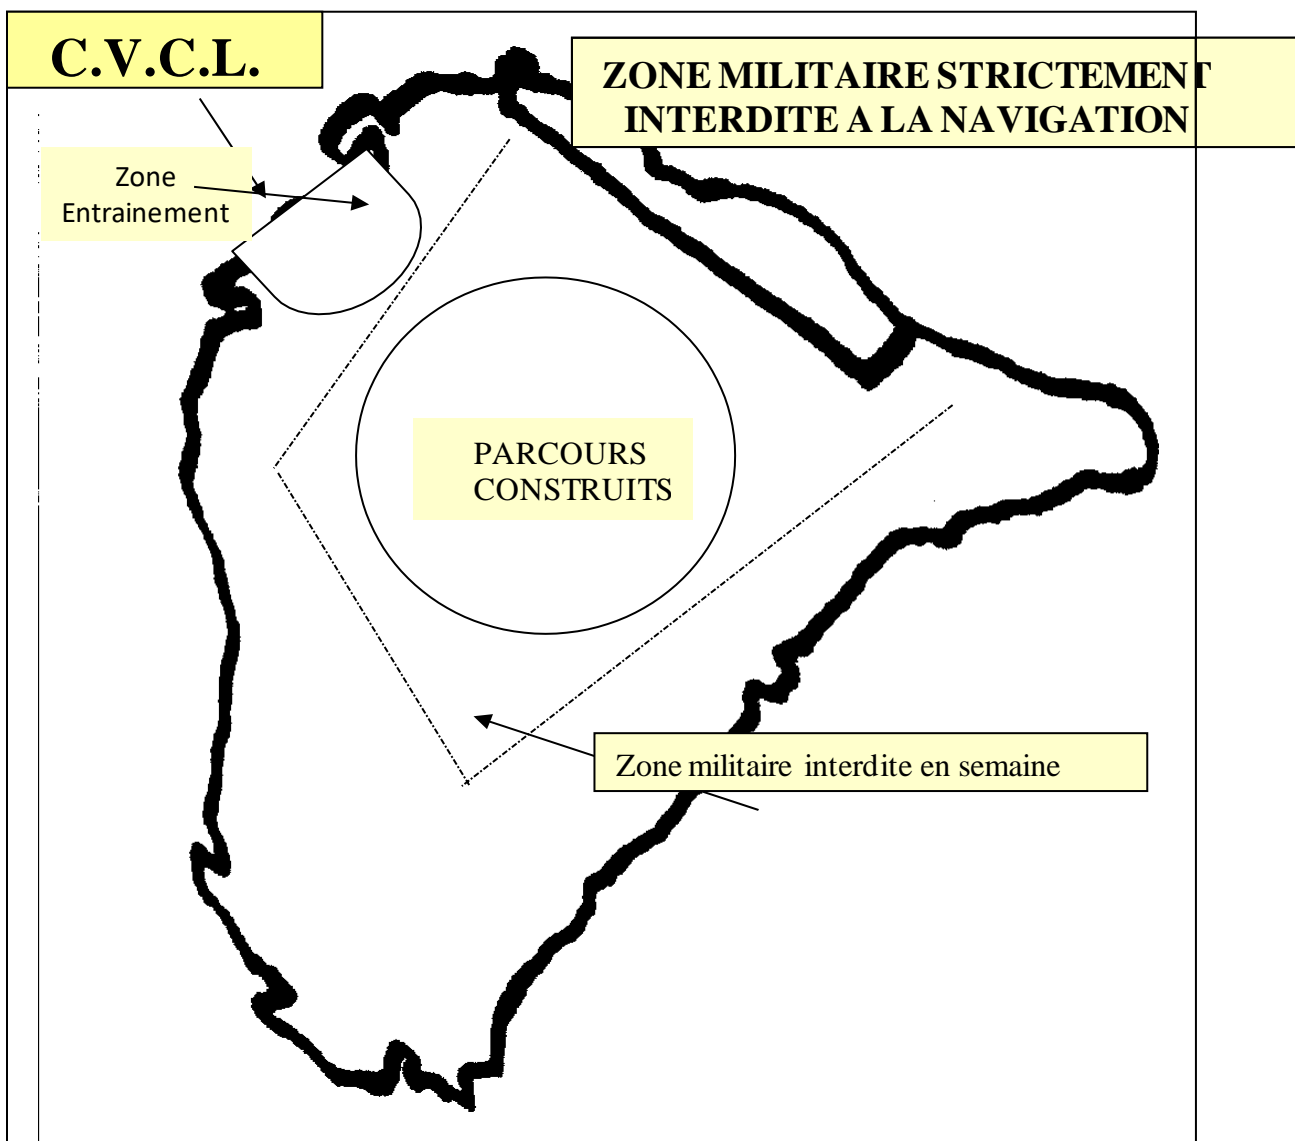 C.V.C.L.
ZONE MILITAIRE STRICTEMENT
INTERDITE A LA NAVIGATION
Zone
Entrainement
PARCOURS
CONSTRUITS
Zone militaire interdite en semaine